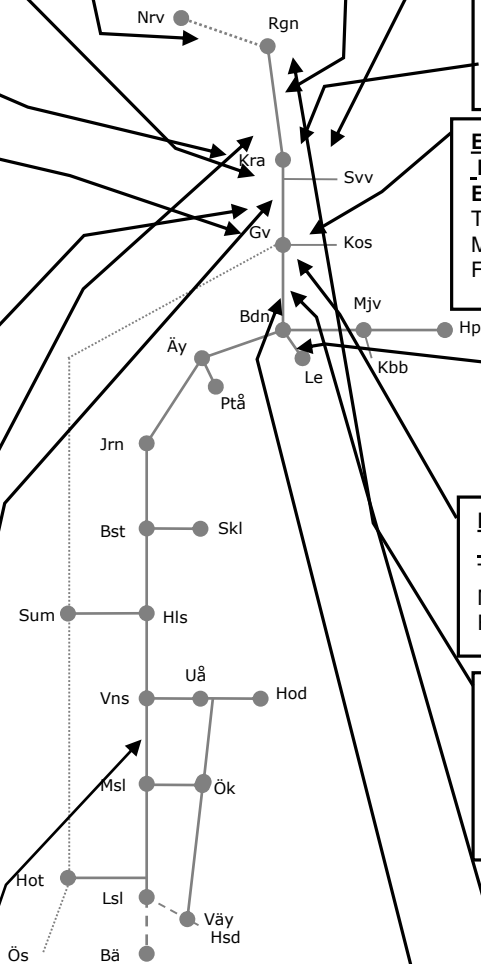 Nrv
Rgn
E
Kra
Svv
E
T
M
F
Gv
Kos
Mjv
Bdn
Hp
Äy
Le
Kbb
Ptå
Jrn
Bst
Skl
Sum
Hls
Uå
Vns
Hod
Msl
Ök
Hot
Lsl
Väy
Hsd
Ös
Bä